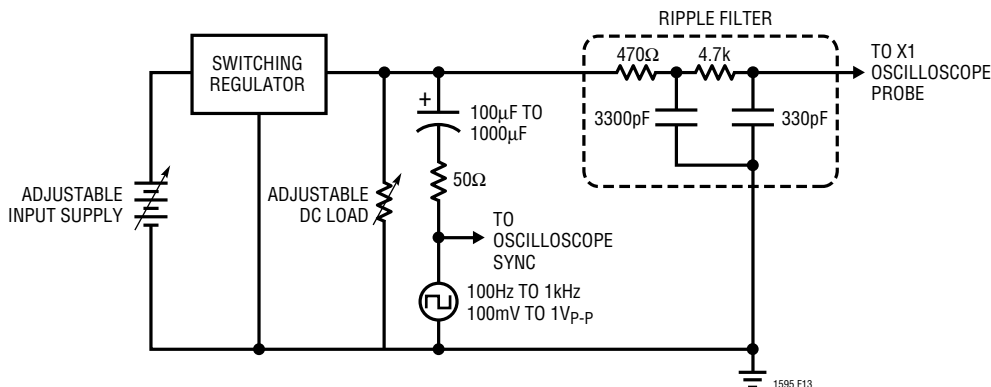 RIPPLE FILTER
SWITCHING
REGULATOR
470Ω
4.7k
TO X1
OSCILLOSCOPE
PROBE
+
100µF TO
1000µF
3300pF
330pF
ADJUSTABLE
INPUT SUPPLY
ADJUSTABLE
DC LOAD
50Ω
TO
OSCILLOSCOPE
SYNC
100Hz TO 1kHz
100mV TO 1VP-P
1595 F13